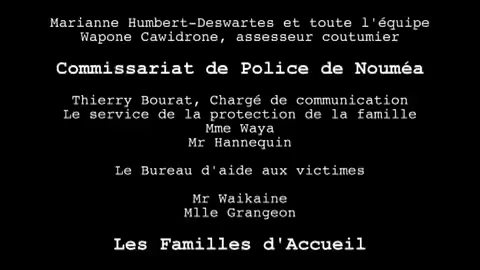 Marianne Humbert-Deswartes et toute l'équipe
Wapone Cawidrone, assesseur coutumier
Commissariat de Police de Nouméa
Thierry Bourat, Chargé de communication
Le service de la protection de la famille
Mme Waya
Mr Hannequin
Le Bureau d'aide aux victimes
Mr Waikaine
Mlle Grangeon
Les Familles d'Accueil